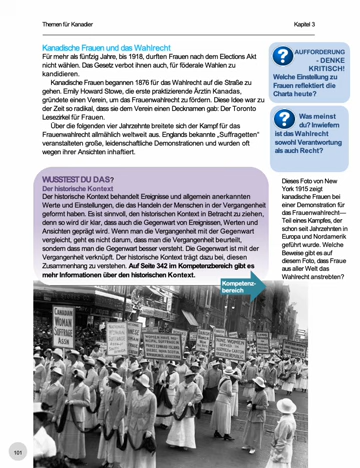 Themen für Kanadier
Kapitel 3
Kanadische Frauen und das Wahlrecht
Für mehr als fünfzig Jahre, bis 1918, durften Frauen nach dem Elections Akt
nicht wählen. Das Gesetz verbot ihnen auch, für föderale Wahlen zu
kandidieren.
Kanadische Frauen begannen 1876 für das Wahlrecht auf die Straße zu
gehen. Emily Howard Stowe, die erste praktizierende Ärztin Kanadas,
gründete einen Verein, um das Frauenwahlrecht zu fördern. Diese Idee war zu
der Zeit so radikal, dass sie dem Verein einen Decknamen gab: Der Toronto
Lesezirkel für Frauen.
Über die folgenden vier Jahrzehnte breitete sich der Kampf für das
Frauenwahlrecht allmählich weltweit aus. Englands bekannte „Suffragetten“
veranstalteten große, leidenschaftliche Demonstrationen und wurden oft
wegen ihrer Ansichten inhaftiert.
AUFFORDERUNG
- DENKE
KRITISCH!
Welche Einstellung zu
Frauen reflektiert die
Charta heute?
Was meinst
du? Inwiefern
ist das Wahlrecht
sowohl Verantwortung
als auch Recht?
WUSSTEST DU DAS?
Der historische Kontext
Der historische Kontext behandelt Ereignisse und allgemein anerkannten
Werte und Einstellungen, die das Handeln der Menschen in der Vergangenheit
geformt haben. Es ist sinnvoll, den historischen Kontext in Betracht zu ziehen,
denn so wird dir klar, dass auch die Gegenwart von Ereignissen, Werten und
Ansichten geprägt wird. Wenn man die Vergangenheit mit der Gegenwart
vergleicht, geht es nicht darum, dass man die Vergangenheit beurteilt,
sondern dass man die Gegenwart besser versteht. Die Gegenwart ist mit der
Vergangenheit verknüpft. Der historische Kontext trägt dazu bei, diesen
Zusammenhang zu verstehen. Auf Seite 342 im Kompetenzbereich gibt es
mehr Informationen über den historischen Kontext.
Kompetenz-
bereich
Dieses Foto von New
York 1915 zeigt
kanadische Frauen bei
einer Demonstration für
das Frauenwahlrecht—
Teil eines Kampfes, der
schon seit Jahrzehnten in
Europa und Nordamerika
geführt wurde. Welche
Beweise gibt es auf
diesem Foto, dass Fraue
aus aller Welt das
Wahlrecht anstrebten?
CANADIAN
WOMAN
SUFFRAGE
ASSN
101